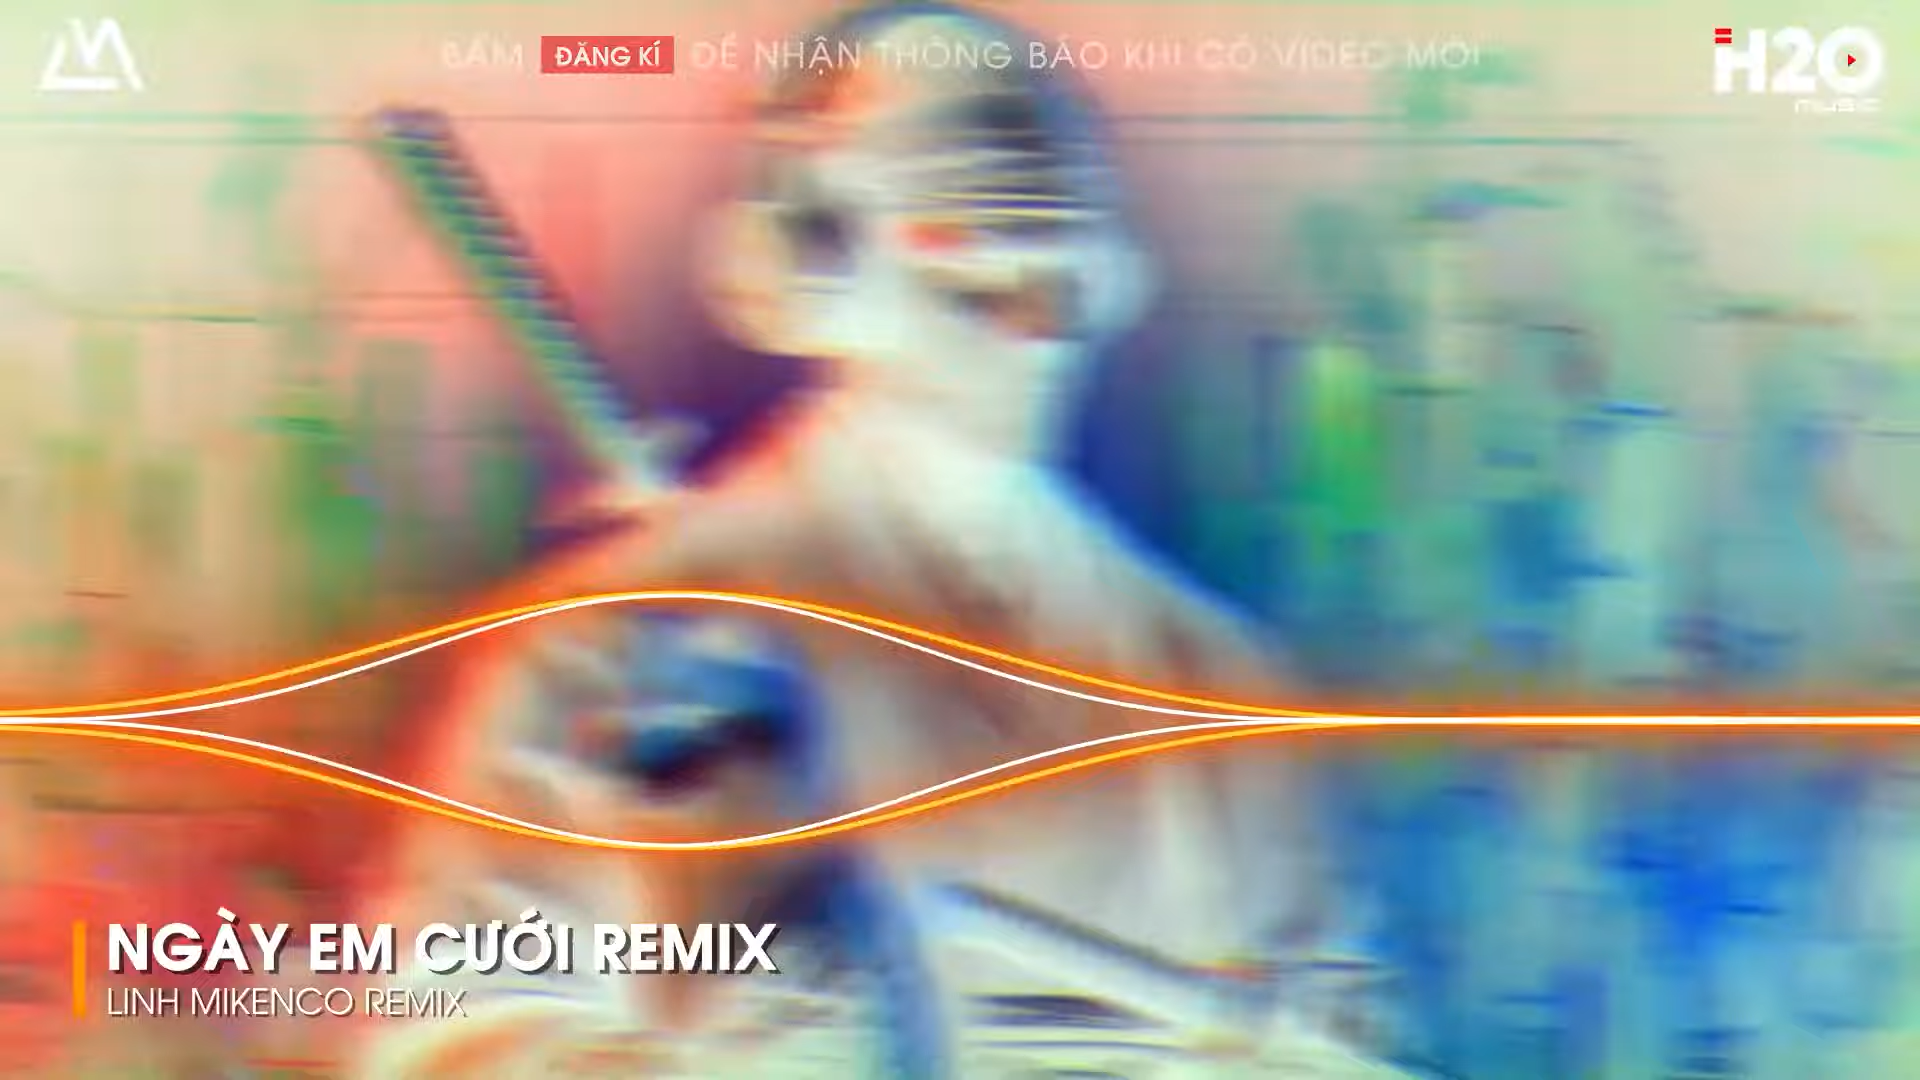 BẤM ĐĂNG KÍ ĐỂ NHẬN THÔNG BÁO KHI CÓ VIDEO MỚI
H2O
music
NGÀY EM CƯỚI REMIX
LINH MIKENCO REMIX